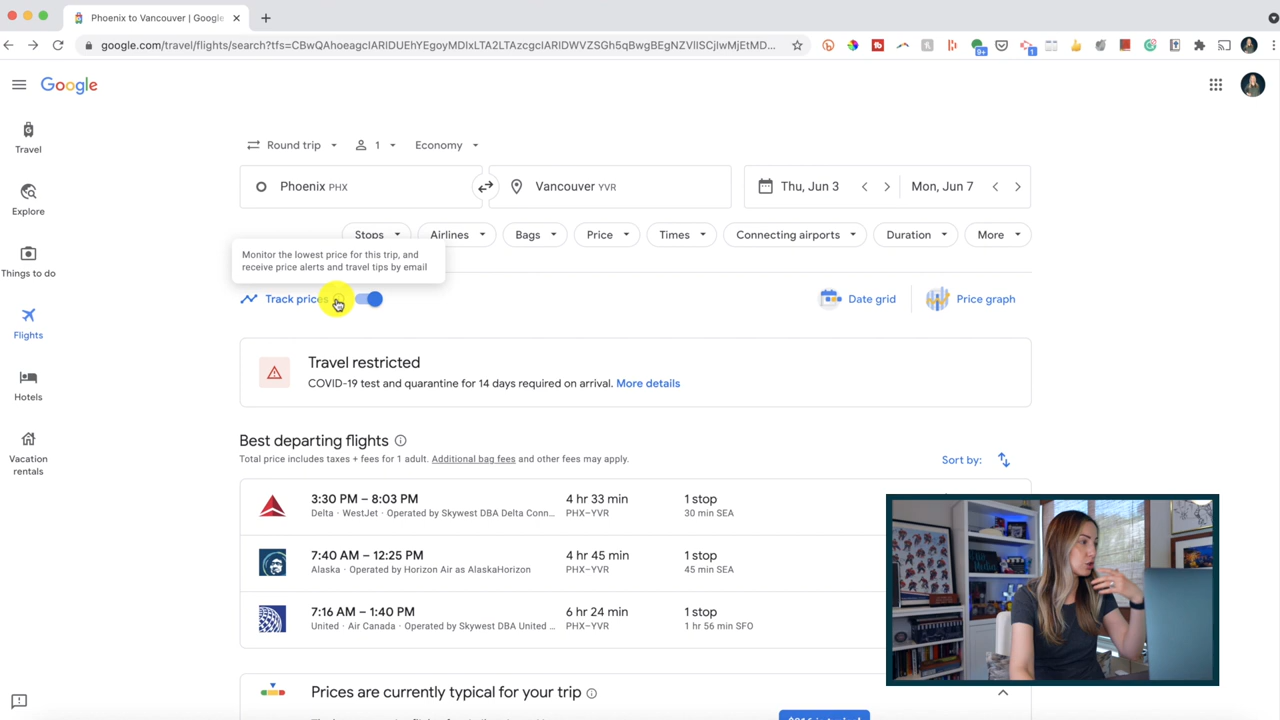 Phoenix to Vancouver | Google
google.com/travel/flights/search?tfs=CBwQAhoeagcIARIDUEhYEgoyMDIxLTA2LTAzcgcIARIDWVZSGh5qBwgBEgNZVlISCjIwMjEtMD...
9+
1
Google
Travel
Explore
Things to do
Flights
Hotels
Vacation
rentals
Round trip 1 Economy
Phoenix PHX Vancouver YVR Thu, Jun 3 Mon, Jun 7
Stops Airlines Bags Price Times Connecting airports Duration More
Monitor the lowest price for this trip, and
receive price alerts and travel tips by email
Track prices Date grid Price graph
Travel restricted
COVID-19 test and quarantine for 14 days required on arrival. More details
Best departing flights
Total price includes taxes + fees for 1 adult. Additional bag fees and other fees may apply.
Sort by:
3:30 PM – 8:03 PM 4 hr 33 min 1 stop
Delta · WestJet · Operated by Skywest DBA Delta Conn... PHX–YVR 30 min SEA
7:40 AM – 12:25 PM 4 hr 45 min 1 stop
Alaska · Operated by Horizon Air as AlaskaHorizon PHX–YVR 45 min SEA
7:16 AM – 1:40 PM 6 hr 24 min 1 stop
United · Air Canada · Operated by Skywest DBA United ... PHX–YVR 1 hr 56 min SFO
Prices are currently typical for your trip